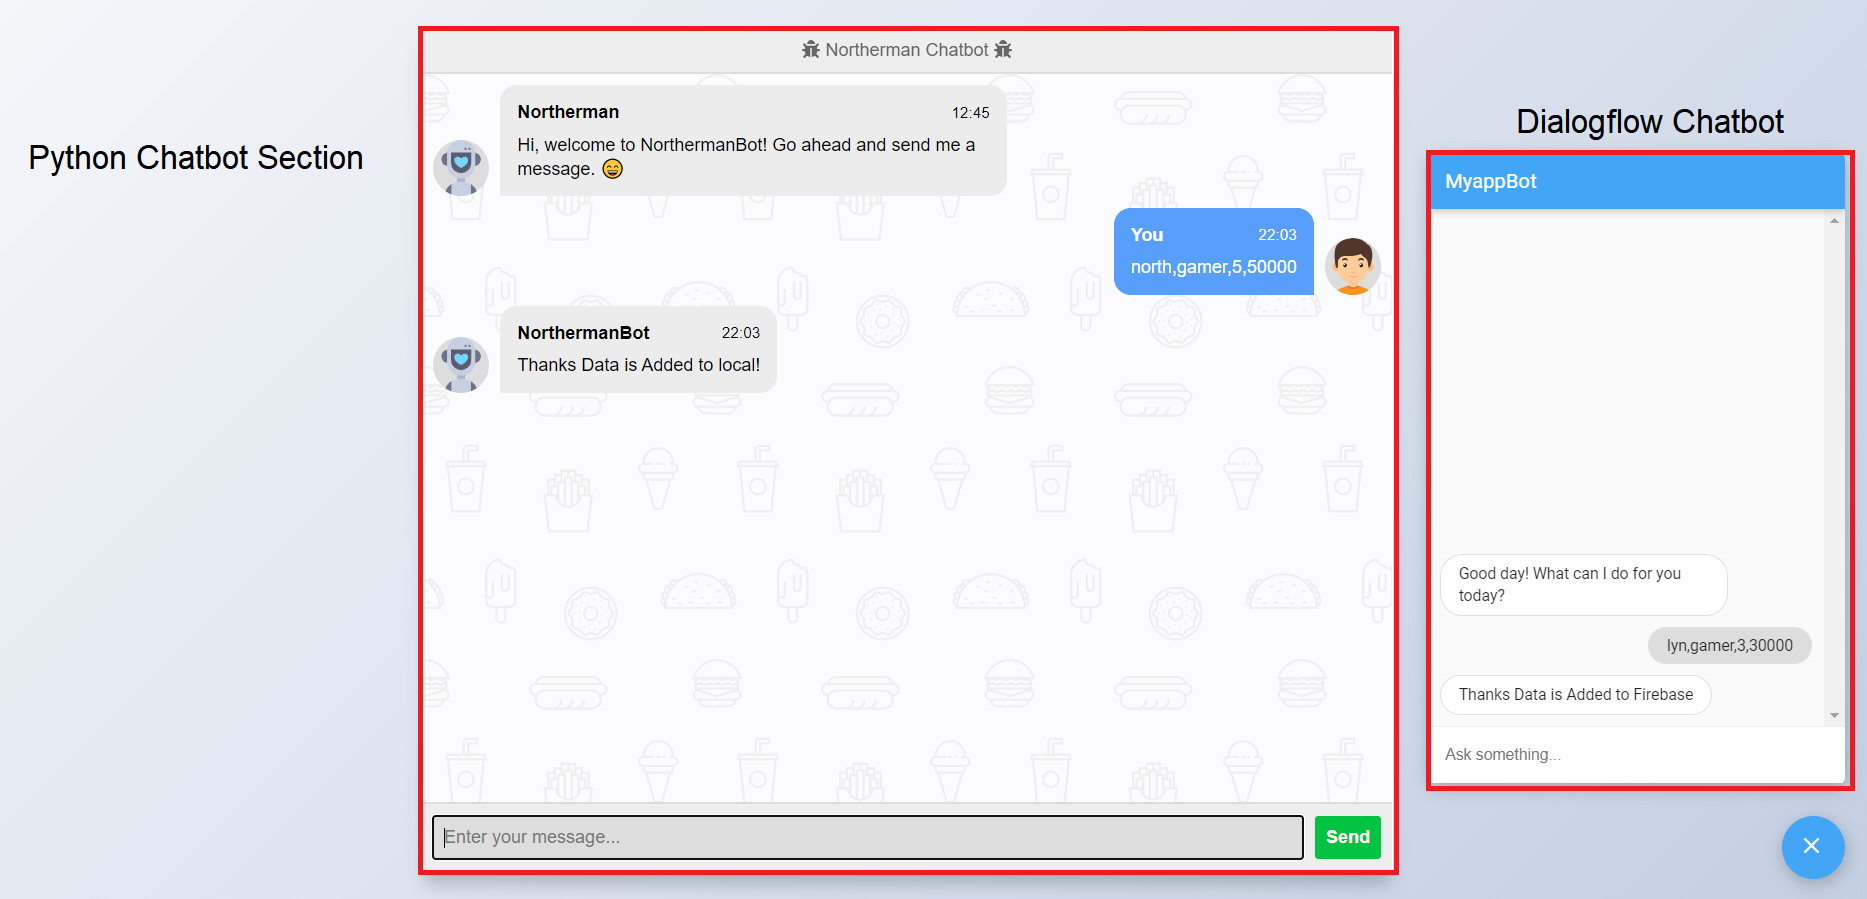 Python Chatbot Section
Northerman Chatbot
Northerman 12:45
Hi, welcome to NorthermanBot! Go ahead and send me a
message. 😄
You 22:03
north,gamer,5,50000
NorthermanBot 22:03
Thanks Data is Added to local!
Enter your message...
Send
Dialogflow Chatbot
MyappBot
Good day! What can I do for you
today?
lyn,gamer,3,30000
Thanks Data is Added to Firebase
Ask something...